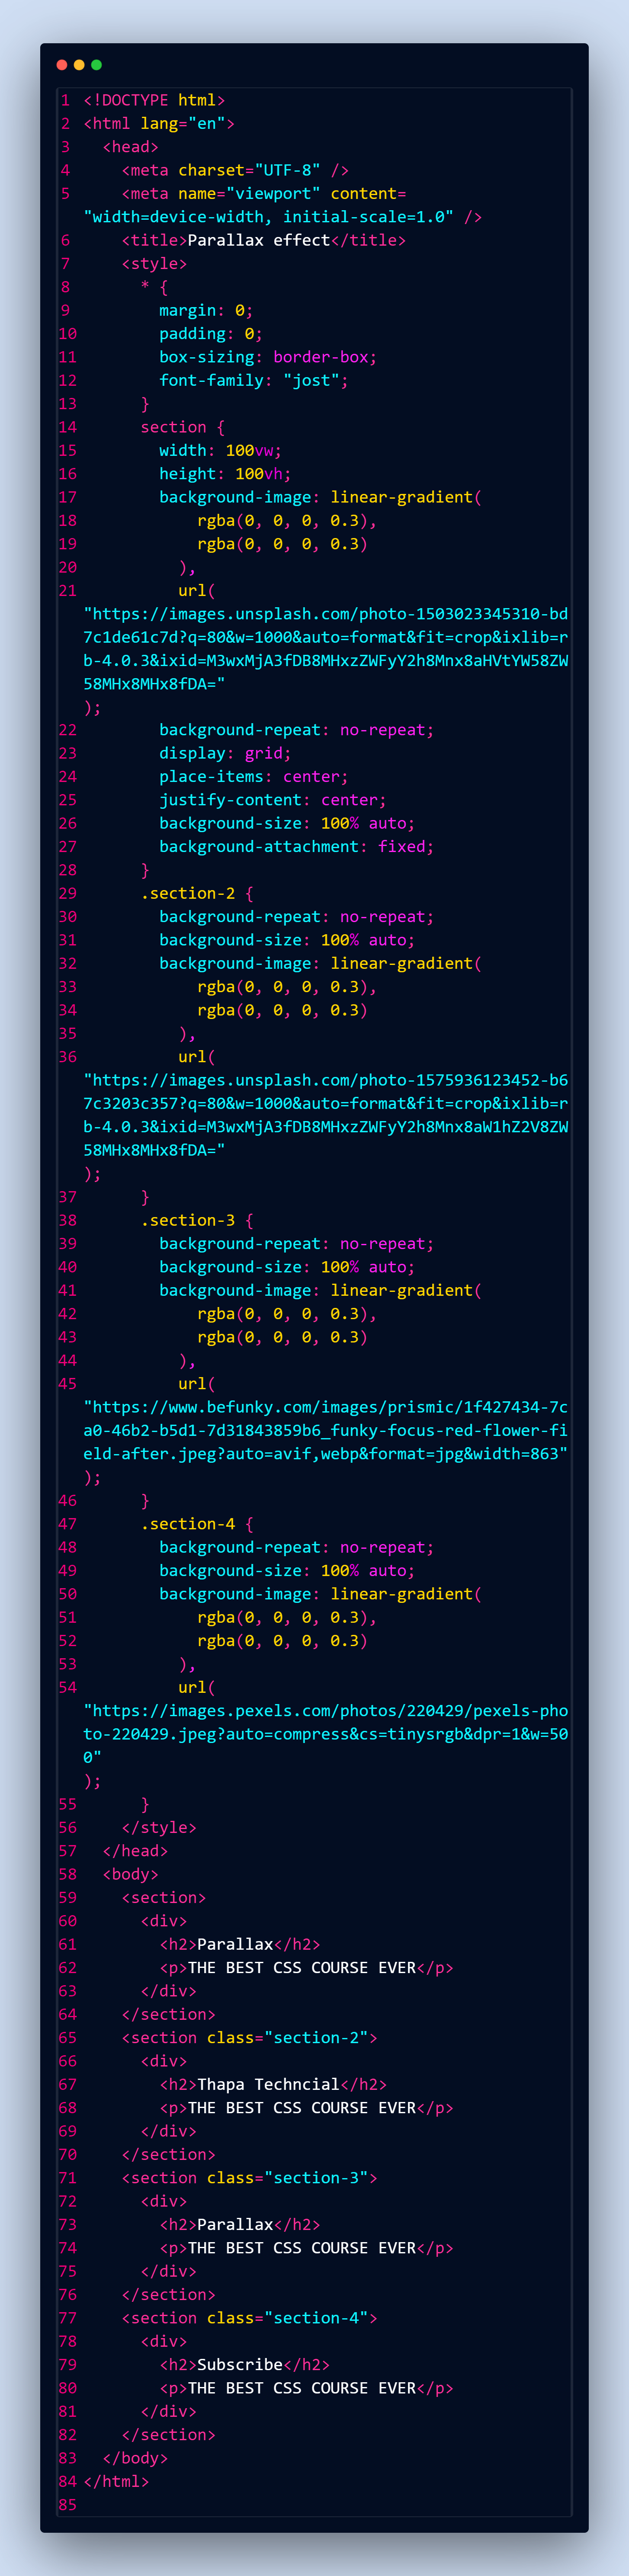 1 <!DOCTYPE html>
2 <html lang="en">
3   <head>
4     <meta charset="UTF-8" />
5     <meta name="viewport" content=
"width=device-width, initial-scale=1.0" />
6     <title>Parallax effect</title>
7     <style>
8       * {
9         margin: 0;
10         padding: 0;
11         box-sizing: border-box;
12         font-family: "jost";
13       }
14       section {
15         width: 100vw;
16         height: 100vh;
17         background-image: linear-gradient(
18             rgba(0, 0, 0, 0.3),
19             rgba(0, 0, 0, 0.3)
20           ),
21           url(
"https://images.unsplash.com/photo-1503023345310-bd
7c1de61c7d?q=80&w=1000&auto=format&fit=crop&ixlib=r
b-4.0.3&ixid=M3wxMjA3fDB8MHxzZWFyY2h8Mnx8aHVtYW58ZW
58MHx8MHx8fDA="
);
22         background-repeat: no-repeat;
23         display: grid;
24         place-items: center;
25         justify-content: center;
26         background-size: 100% auto;
27         background-attachment: fixed;
28       }
29       .section-2 {
30         background-repeat: no-repeat;
31         background-size: 100% auto;
32         background-image: linear-gradient(
33             rgba(0, 0, 0, 0.3),
34             rgba(0, 0, 0, 0.3)
35           ),
36           url(
"https://images.unsplash.com/photo-1575936123452-b6
7c3203c357?q=80&w=1000&auto=format&fit=crop&ixlib=r
b-4.0.3&ixid=M3wxMjA3fDB8MHxzZWFyY2h8Mnx8aW1hZ2V8ZW
58MHx8MHx8fDA="
);
37       }
38       .section-3 {
39         background-repeat: no-repeat;
40         background-size: 100% auto;
41         background-image: linear-gradient(
42             rgba(0, 0, 0, 0.3),
43             rgba(0, 0, 0, 0.3)
44           ),
45           url(
"https://www.befunky.com/images/prismic/1f427434-7c
a0-46b2-b5d1-7d31843859b6_funky-focus-red-flower-fi
eld-after.jpeg?auto=avif,webp&format=jpg&width=863"
);
46       }
47       .section-4 {
48         background-repeat: no-repeat;
49         background-size: 100% auto;
50         background-image: linear-gradient(
51             rgba(0, 0, 0, 0.3),
52             rgba(0, 0, 0, 0.3)
53           ),
54           url(
"https://images.pexels.com/photos/220429/pexels-pho
to-220429.jpeg?auto=compress&cs=tinysrgb&dpr=1&w=50
0"
);
55       }
56     </style>
57   </head>
58   <body>
59     <section>
60       <div>
61         <h2>Parallax</h2>
62         <p>THE BEST CSS COURSE EVER</p>
63       </div>
64     </section>
65     <section class="section-2">
66       <div>
67         <h2>Thapa Techncial</h2>
68         <p>THE BEST CSS COURSE EVER</p>
69       </div>
70     </section>
71     <section class="section-3">
72       <div>
73         <h2>Parallax</h2>
74         <p>THE BEST CSS COURSE EVER</p>
75       </div>
76     </section>
77     <section class="section-4">
78       <div>
79         <h2>Subscribe</h2>
80         <p>THE BEST CSS COURSE EVER</p>
81       </div>
82     </section>
83   </body>
84 </html>
85